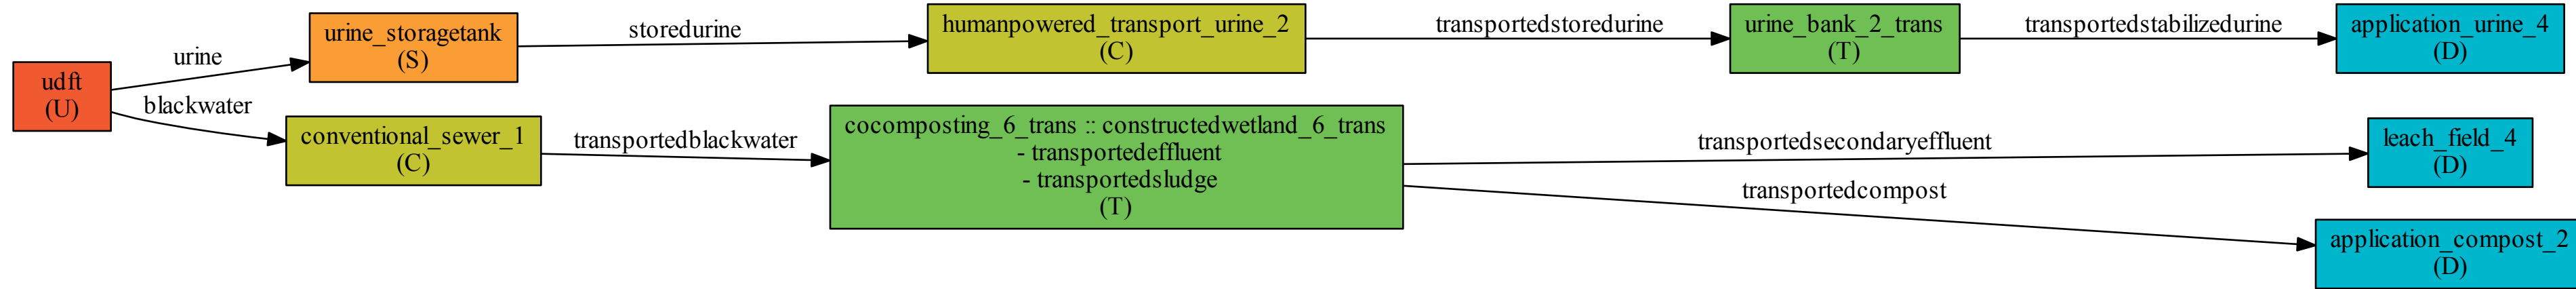 udft
(U)
urine
blackwater
urine_storagetank
(S)
storedurine
conventional_sewer_1
(C)
transportedblackwater
humanpowered_transport_urine_2
(C)
transportedstoredurine
cocomposting_6_trans :: constructedwetland_6_trans
- transportedeffluent
- transportedsludge
(T)
urine_bank_2_trans
(T)
transportedstabilizedurine
transportedsecondaryeffluent
transportedcompost
application_urine_4
(D)
leach_field_4
(D)
application_compost_2
(D)